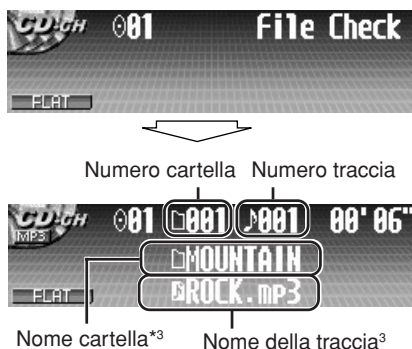 CD-CH 01 File Check
FLAT
Numero cartella Numero traccia
CD-CH 01 001 001 00'06"
MP3
MOUNTAIN
FLAT ROCK.mp3
Nome cartella*3 Nome della traccia3